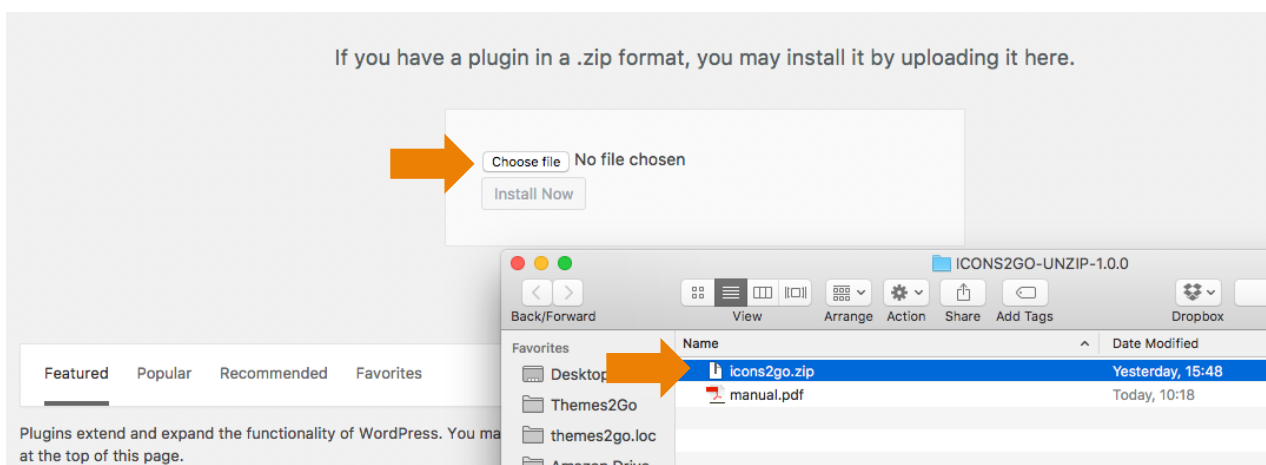 If you have a plugin in a .zip format, you may install it by uploading it here.
Choose file No file chosen
Install Now
ICONS2GO-UNZIP-1.0.0
Back/Forward View Arrange Action Share Add Tags Dropbox
Favorites Name Date Modified
Featured Popular Recommended Favorites
Desktop icons2go.zip Yesterday, 15:48
manual.pdf Today, 10:18
Themes2Go
Plugins extend and expand the functionality of WordPress. You
themes2go.loc
at the top of this page.
Amazon Drive